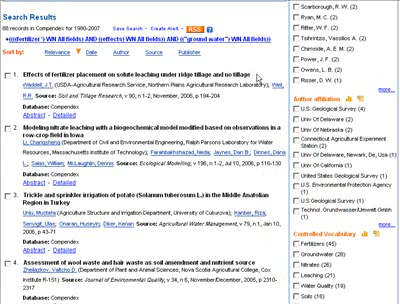 Search Results
88 records in Compendex for 1980-2007
Save Search - Create Alert - RSS
((((fertilizer*) WN All fields) AND ((effects) WN All fields)) AND (("ground water") WN All fields))
Sort by: Relevance Date Author Source Publisher
1. Effects of fertilizer placement on solute leaching under ridge tillage and no tillage
Waddell, J.T. (USDA-Agricultural Research Service, Northern Plains Agricultural Research Laboratory); Weil,
R.R. Source: Soil and Tillage Research, v 90, n 1-2, November, 2006, p 194-204
Database: Compendex
Abstract - Detailed
2. Modeling nitrate leaching with a biogeochemical model modified based on observations in a
row-crop field in Iowa
Li, Changsheng (Department of Civil and Environmental Engineering, Ralph Parsons Laboratory for Water
Resources, Massachusetts Institute of Technology); Farahbakhshazad, Neda; Jaynes, Dan B.; Dinnes, Dana
L.; Salas, William; McLaughlin, Dennis Source: Ecological Modelling, v 196, n 1-2, Jul 10, 2006, p 116-130
Database: Compendex
Abstract - Detailed
3. Trickle and sprinkler irrigation of potato (Solanum tuberosum L.) in the Middle Anatolian
Region in Turkey
Unlu, Mustafa (Agriculture Structure and Irrigation Department, University of Cukurova); Kanber, Riza;
Senyigit, Ulas; Onaran, Huseyin; Diker, Kenan Source: Agricultural Water Management, v 79, n 1, Jan 10,
2006, p 43-71
Database: Compendex
Abstract - Detailed
4. Assessment of wool waste and hair waste as soil amendment and nutrient source
Zheljazkov, Valtcho D. (Department of Plant and Animal Sciences, Nova Scotia Agricultural College, Cox
Institute R-151) Source: Journal of Environmental Quality, v 34, n 6, November/December, 2005, p 2310-
2317
Database: Compendex
Scarborough, R.W. (2)
Ryan, M.C. (2)
Ritter, W.F. (2)
Tsihrintzis, Vassilios A. (2)
Chirnside, A.E. M. (2)
Power, J.F. (2)
Owens, L.B. (2)
Risser, D.W. (1)
more...
Author affiliation
U.S. Geological Survey (4)
Univ Of Delaware (2)
Univ Of Nebraska (2)
Connecticut Agricultural Experiment
Station (2)
Univ Of Delaware, Newark, De, Usa (1)
Univ Of California (1)
United States Geological Survey (1)
U.S. Environmental Protection Agency
(1)
U.S. Geological Survey (1)
Technol. Grundwasser/Umwelt Gmbh
(1)
more...
Controlled Vocabulary
Fertilizers (45)
Groundwater (28)
Nitrates (26)
Leaching (21)
Water Quality (19)
Soils (18)